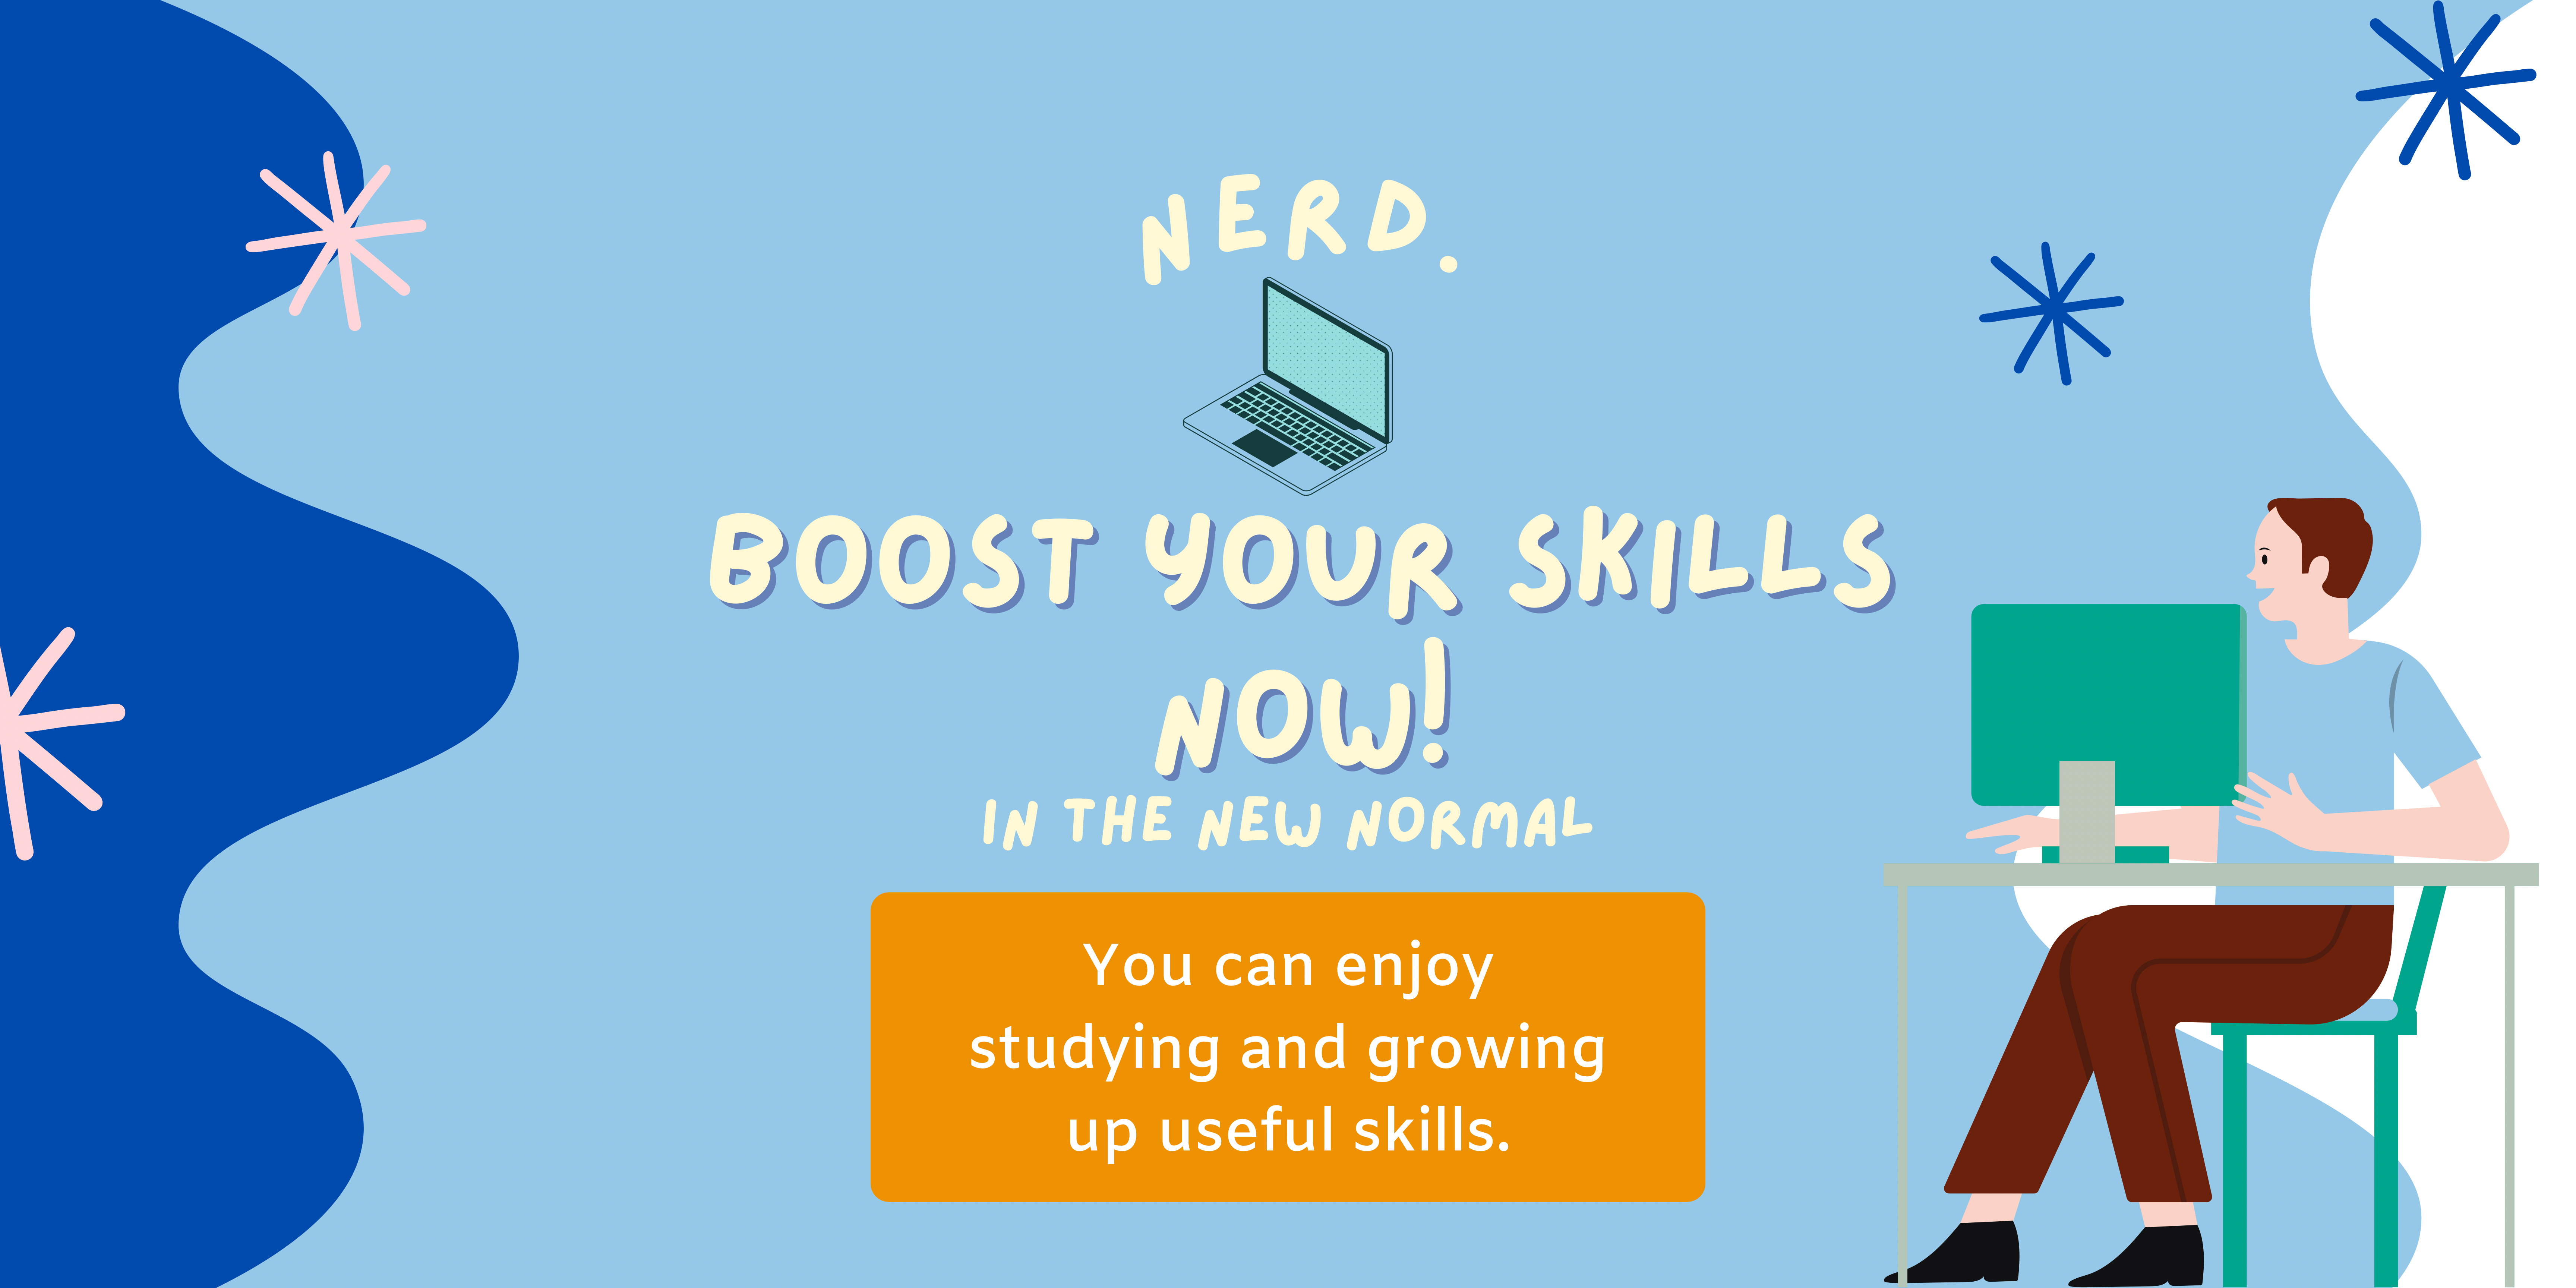 NERD.
BOOST YOUR SKILLS
NOW!
IN THE NEW NORMAL
You can enjoy
studying and growing
up useful skills.